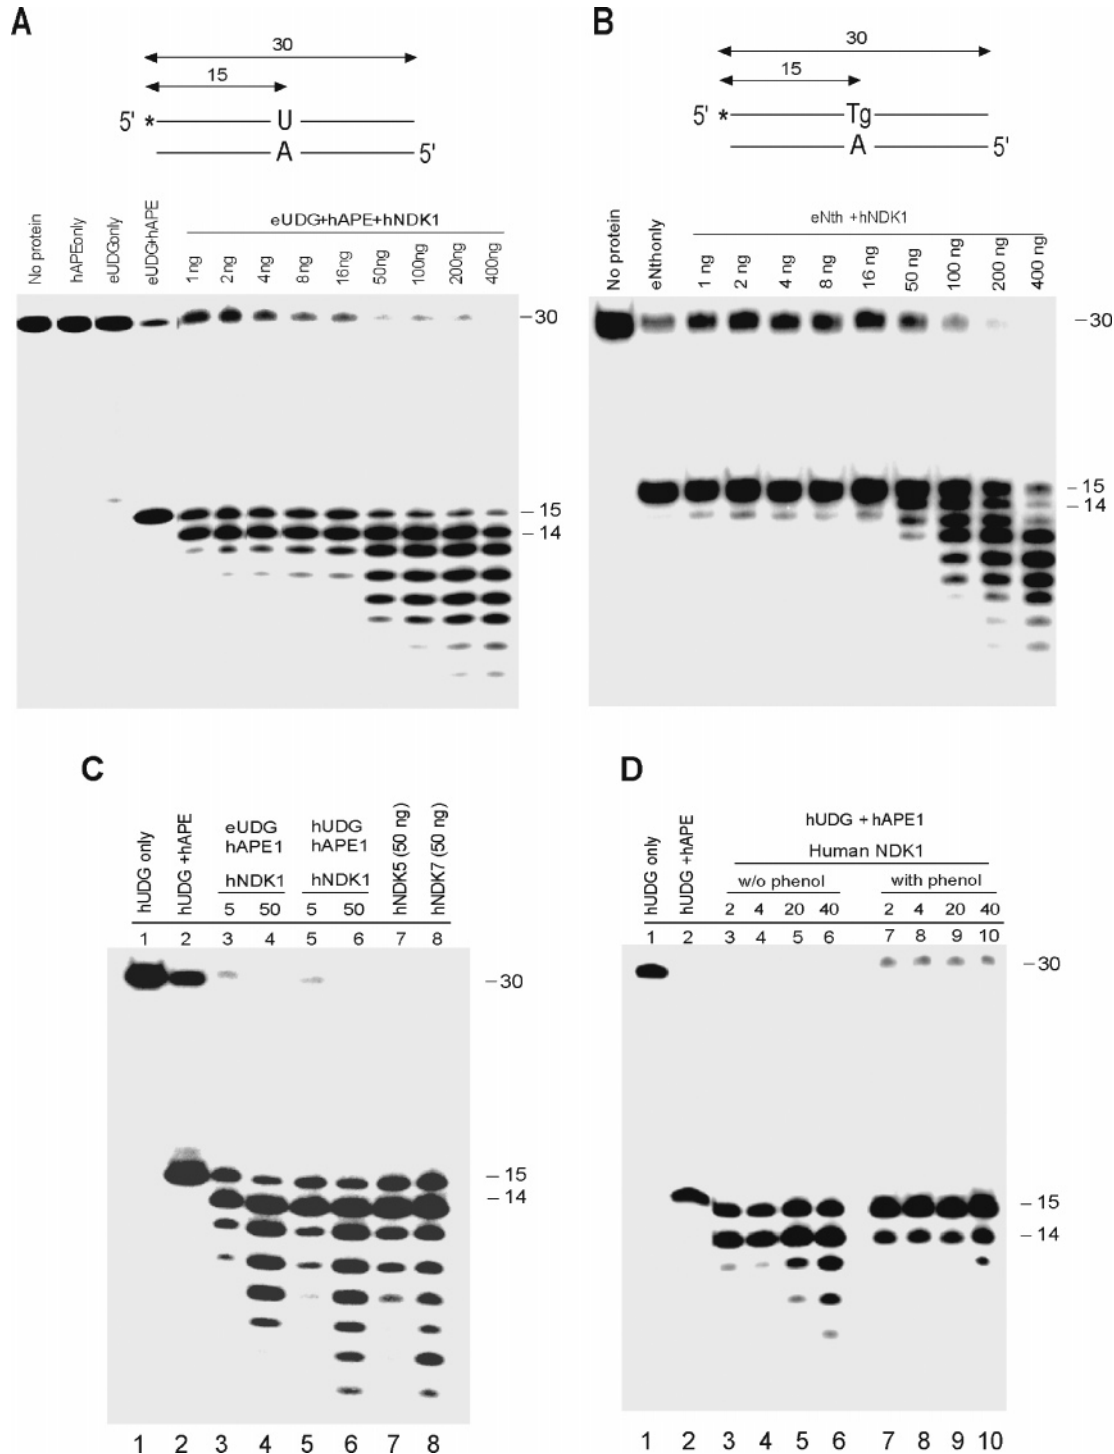 A
30
15
5' * U
A 5'
No protein
hAPEonly
eUDGonly
eUDG+hAPE
eUDG+hAPE+hNDK1
1 ng
2 ng
4 ng
8 ng
16ng
50ng
100ng
200ng
400ng
–30
–15
–14
B
30
15
5' * Tg
A 5'
No protein
eNthonly
eNth +hNDK1
1 ng
2 ng
4 ng
8 ng
16 ng
50 ng
100 ng
200 ng
400 ng
–30
–15
–14
C
hUDG only
hUDG +hAPE
eUDG
hAPE1
hNDK1
hUDG
hAPE1
hNDK1
hNDK5 (50 ng)
hNDK7 (50 ng)
5 50 5 50
1 2 3 4 5 6 7 8
–30
–15
–14
1 2 3 4 5 6 7 8
D
hUDG only
hUDG +hAPE
hUDG + hAPE1
Human NDK1
w/o phenol with phenol
2 4 20 40 2 4 20 40
1 2 3 4 5 6 7 8 9 10
–30
–15
–14
1 2 3 4 5 6 7 8 9 10